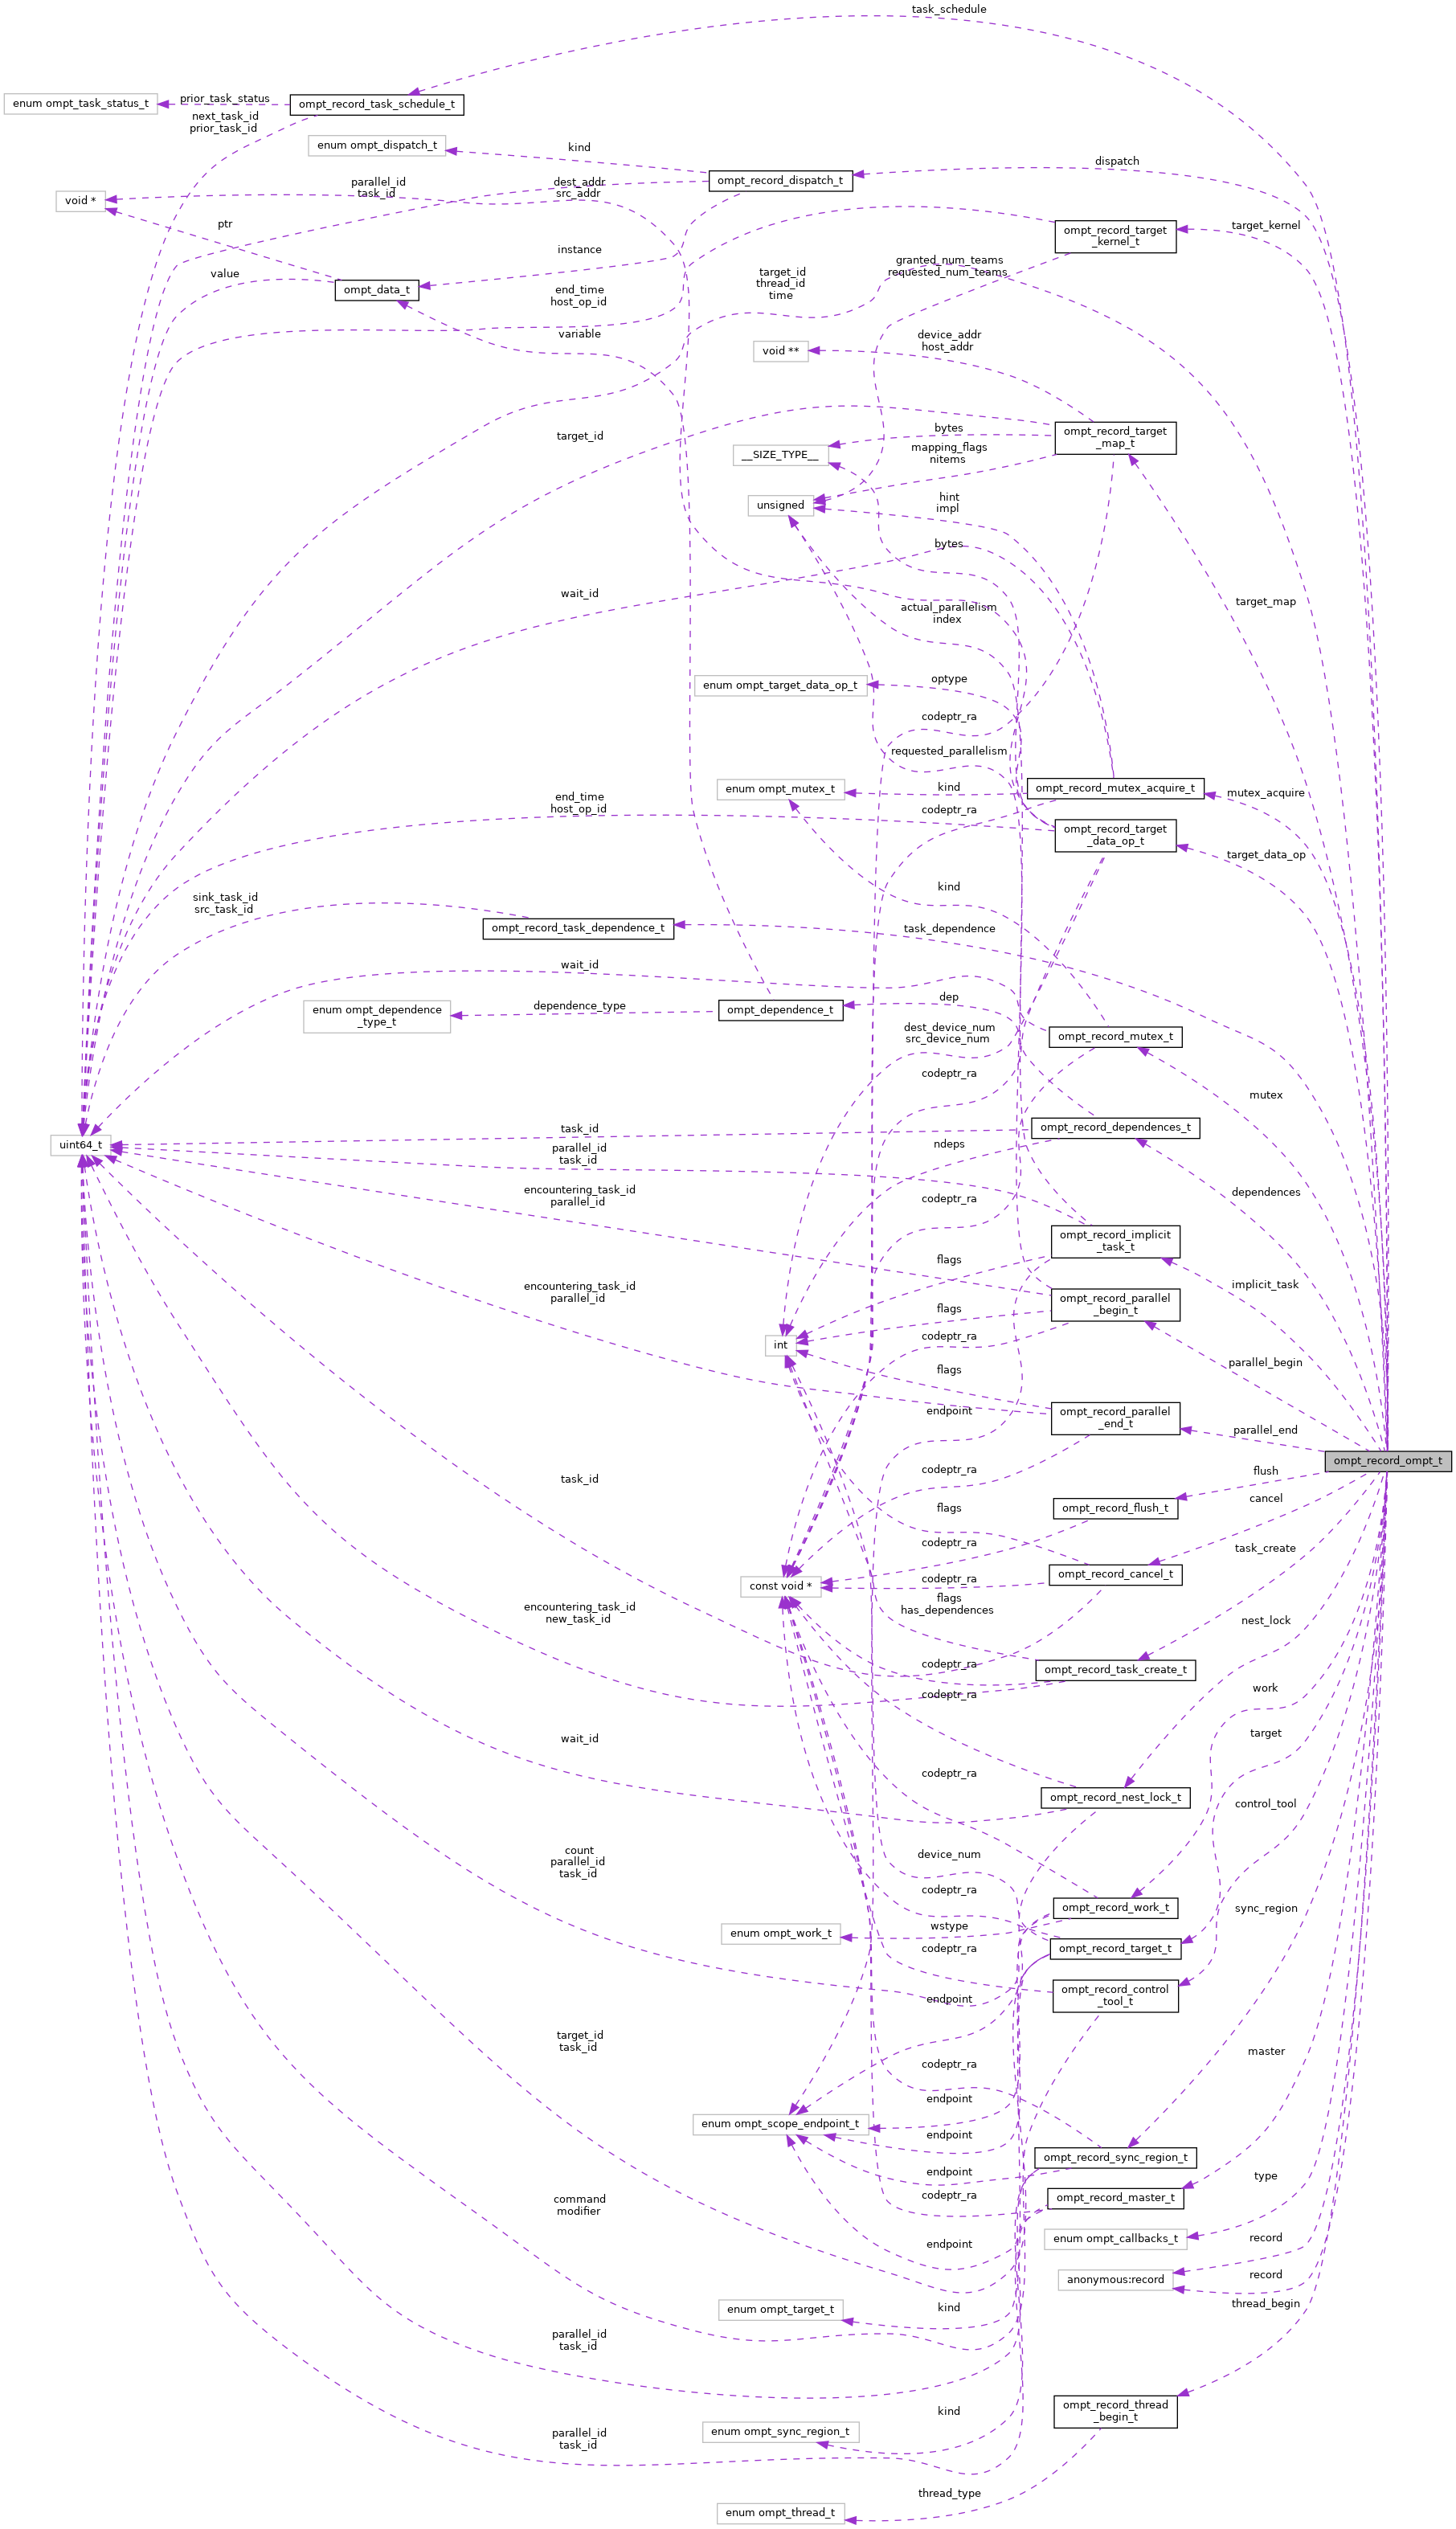 task_schedule
enum ompt_task_status_t
prior_task_status
ompt_record_task_schedule_t
next_task_id
prior_task_id
enum ompt_dispatch_t
kind
dispatch
ompt_record_dispatch_t
void *
parallel_id
task_id
dest_addr
src_addr
ptr
ompt_record_target
_kernel_t
target_kernel
instance
granted_num_teams
requested_num_teams
value
ompt_data_t
end_time
host_op_id
target_id
thread_id
time
variable
void **
device_addr
host_addr
target_id
bytes
ompt_record_target
_map_t
__SIZE_TYPE__
mapping_flags
nitems
unsigned
hint
impl
bytes
wait_id
actual_parallelism
index
target_map
enum ompt_target_data_op_t
optype
codeptr_ra
requested_parallelism
enum ompt_mutex_t
kind
ompt_record_mutex_acquire_t
mutex_acquire
end_time
host_op_id
codeptr_ra
ompt_record_target
_data_op_t
target_data_op
kind
sink_task_id
src_task_id
ompt_record_task_dependence_t
task_dependence
wait_id
enum ompt_dependence
_type_t
dependence_type
ompt_dependence_t
dep
dest_device_num
src_device_num
ompt_record_mutex_t
codeptr_ra
mutex
uint64_t
task_id
ompt_record_dependences_t
parallel_id
task_id
ndeps
encountering_task_id
parallel_id
codeptr_ra
dependences
ompt_record_implicit
_task_t
flags
implicit_task
encountering_task_id
parallel_id
flags
ompt_record_parallel
_begin_t
int
codeptr_ra
parallel_begin
flags
endpoint
ompt_record_parallel
_end_t
parallel_end
ompt_record_ompt_t
task_id
codeptr_ra
flush
flags
ompt_record_flush_t
cancel
codeptr_ra
task_create
const void *
codeptr_ra
ompt_record_cancel_t
encountering_task_id
new_task_id
flags
has_dependences
nest_lock
codeptr_ra
ompt_record_task_create_t
codeptr_ra
work
wait_id
target
codeptr_ra
ompt_record_nest_lock_t
control_tool
count
parallel_id
task_id
device_num
codeptr_ra
ompt_record_work_t
sync_region
enum ompt_work_t
wstype
codeptr_ra
ompt_record_target_t
endpoint
ompt_record_control
_tool_t
target_id
task_id
master
codeptr_ra
endpoint
enum ompt_scope_endpoint_t
endpoint
ompt_record_sync_region_t
endpoint
type
codeptr_ra
ompt_record_master_t
command
modifier
endpoint
enum ompt_callbacks_t
record
anonymous:record
record
enum ompt_target_t
kind
thread_begin
parallel_id
task_id
kind
ompt_record_thread
_begin_t
enum ompt_sync_region_t
parallel_id
task_id
thread_type
enum ompt_thread_t